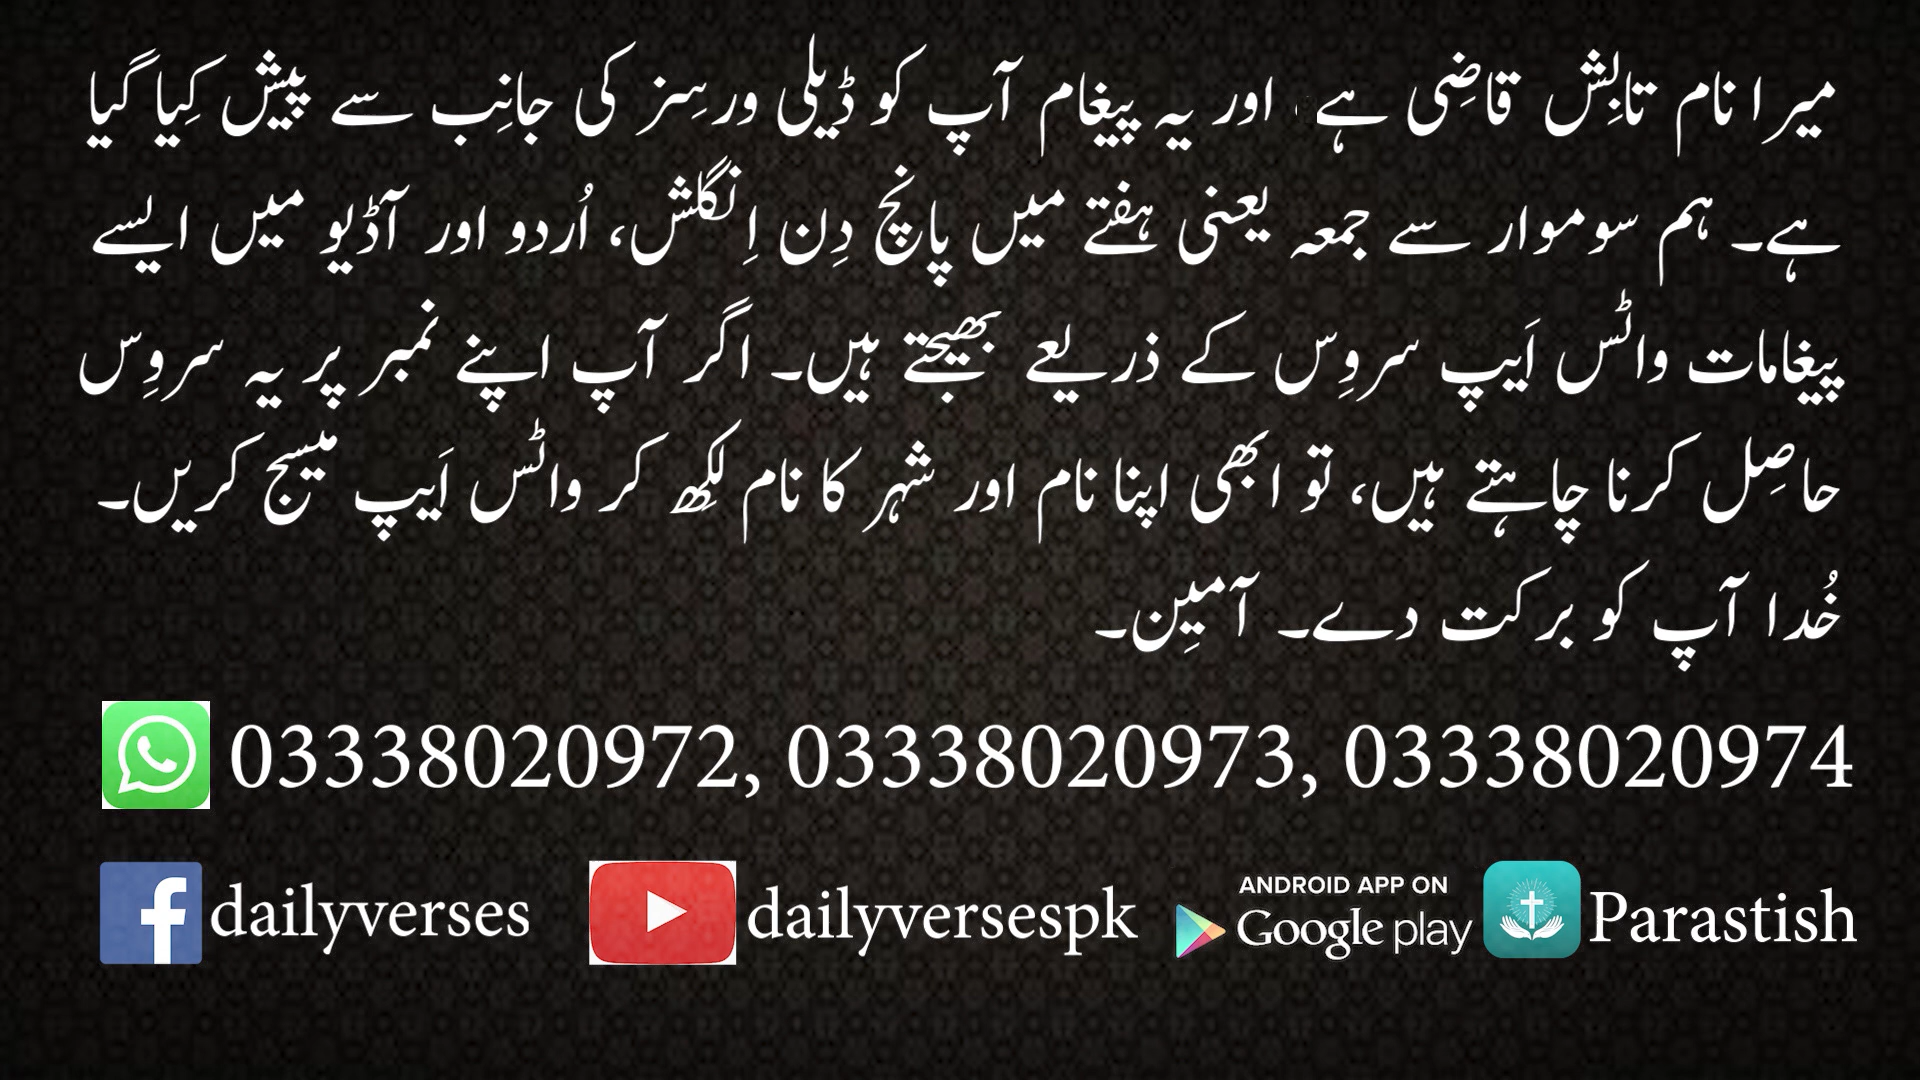 میرا نام تابِش قاضِی ہے، اور یہ پیغام آپ کو ڈیلی ورسِز کی جانِب سے پیش کِیا گیا
ہے۔ ہم سوموار سے جمعہ یعنی ہفتے میں پانچ دِن اِنگلش، اُردو اور آڈیو میں ایسے
پیغامات واٹس اَیپ سروِس کے ذریعے بھیجتے ہیں۔ اگر آپ اپنے نمبر پر یہ سروِس
حاصِل کرنا چاہتے ہیں، تو ابھی اپنا نام اور شہر کا نام لِکھ کر واٹس اَیپ میسج کریں۔
خُدا آپ کو برکت دے۔ آمِین۔
03338020972, 03338020973, 03338020974
dailyverses dailyversespk ANDROID APP ON Google play Parastish